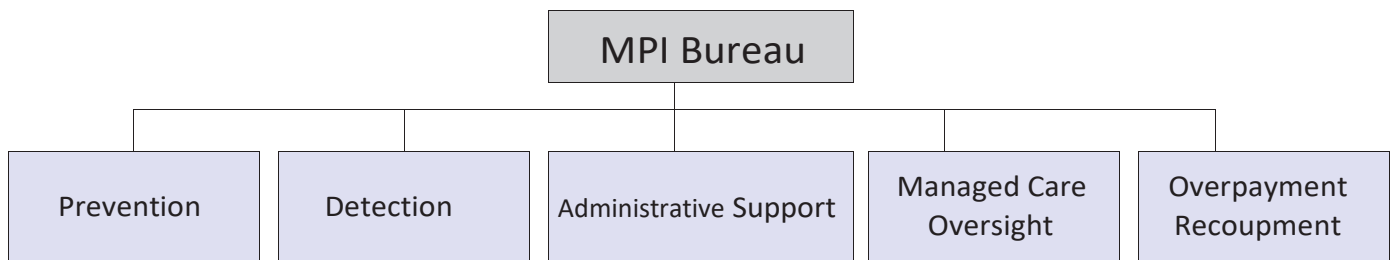 MPI Bureau
Prevention
Detection
Administrative Support
Managed Care
Oversight
Overpayment
Recoupment